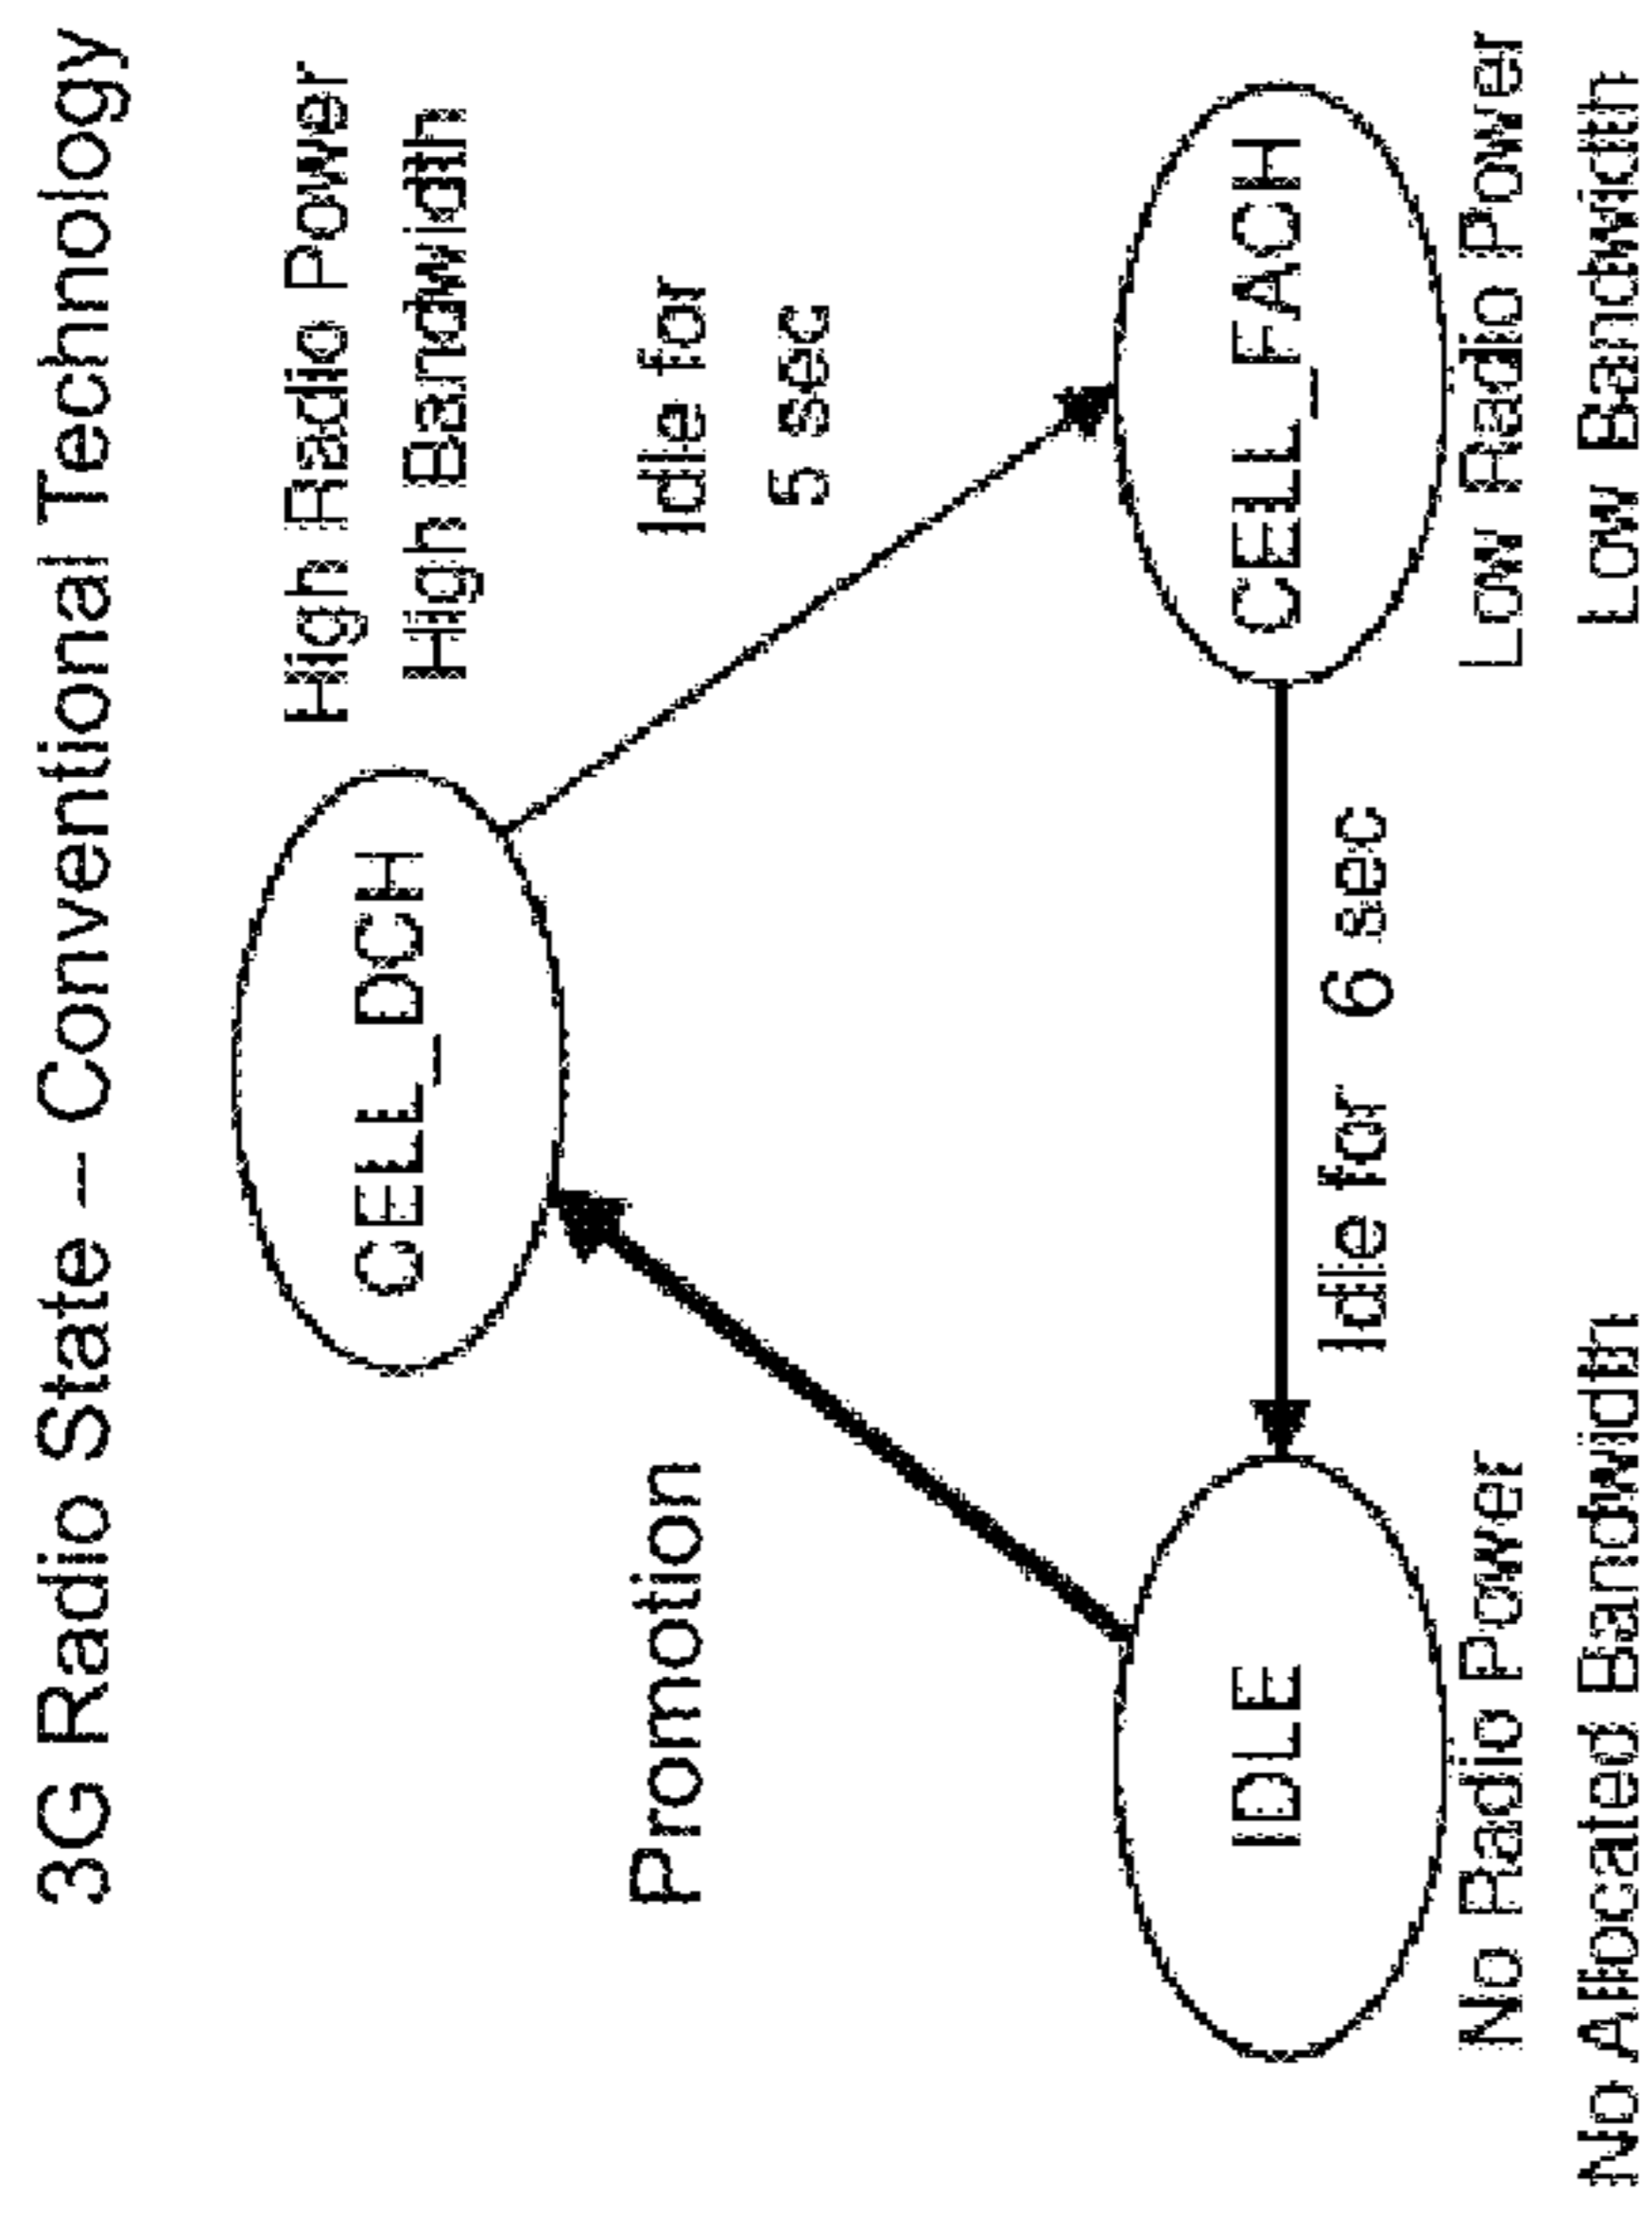 3G Radio State – Conventional Technology
High Radio Power
High Bandwidth
CELL_DCH
Promotion
Idle for
5 sec
IDLE
CELL_FACH
Idle for 6 sec
No Radio Power
No Allocated Bandwidth
Low Radio Power
Low Bandwidth